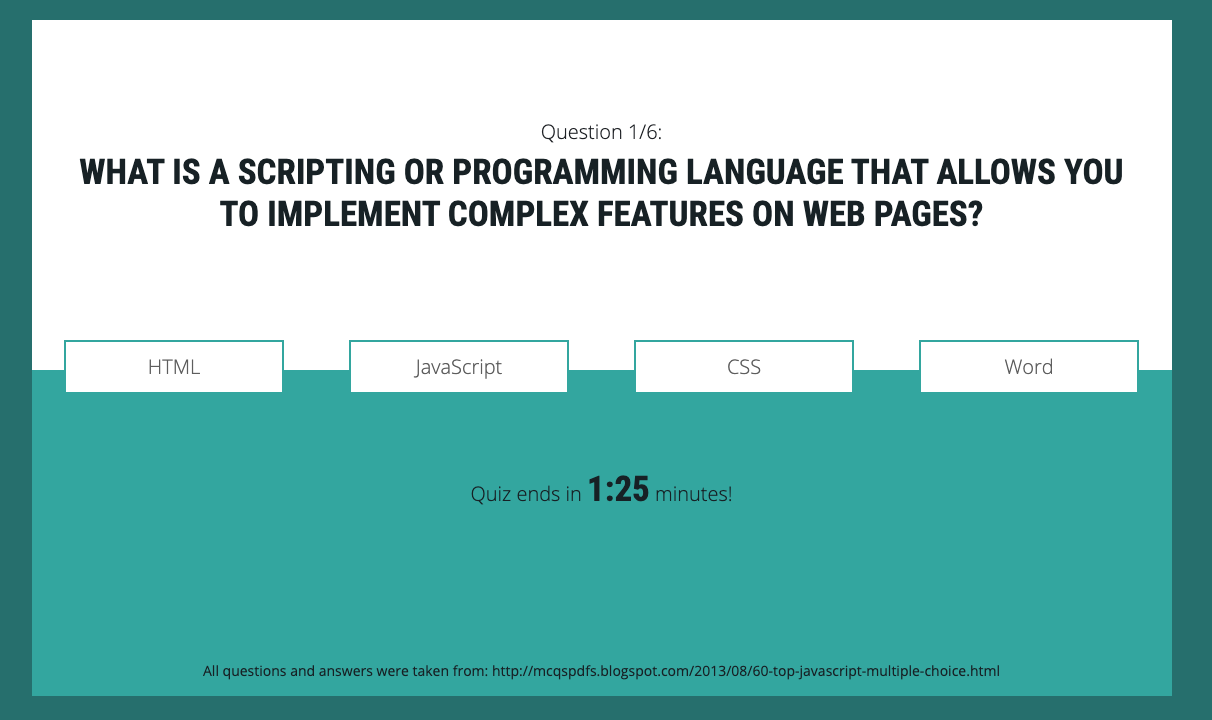 Question 1/6:
WHAT IS A SCRIPTING OR PROGRAMMING LANGUAGE THAT ALLOWS YOU
TO IMPLEMENT COMPLEX FEATURES ON WEB PAGES?
HTML
JavaScript
CSS
Word
Quiz ends in 1:25 minutes!
All questions and answers were taken from: http://mcqspdfs.blogspot.com/2013/08/60-top-javascript-multiple-choice.html